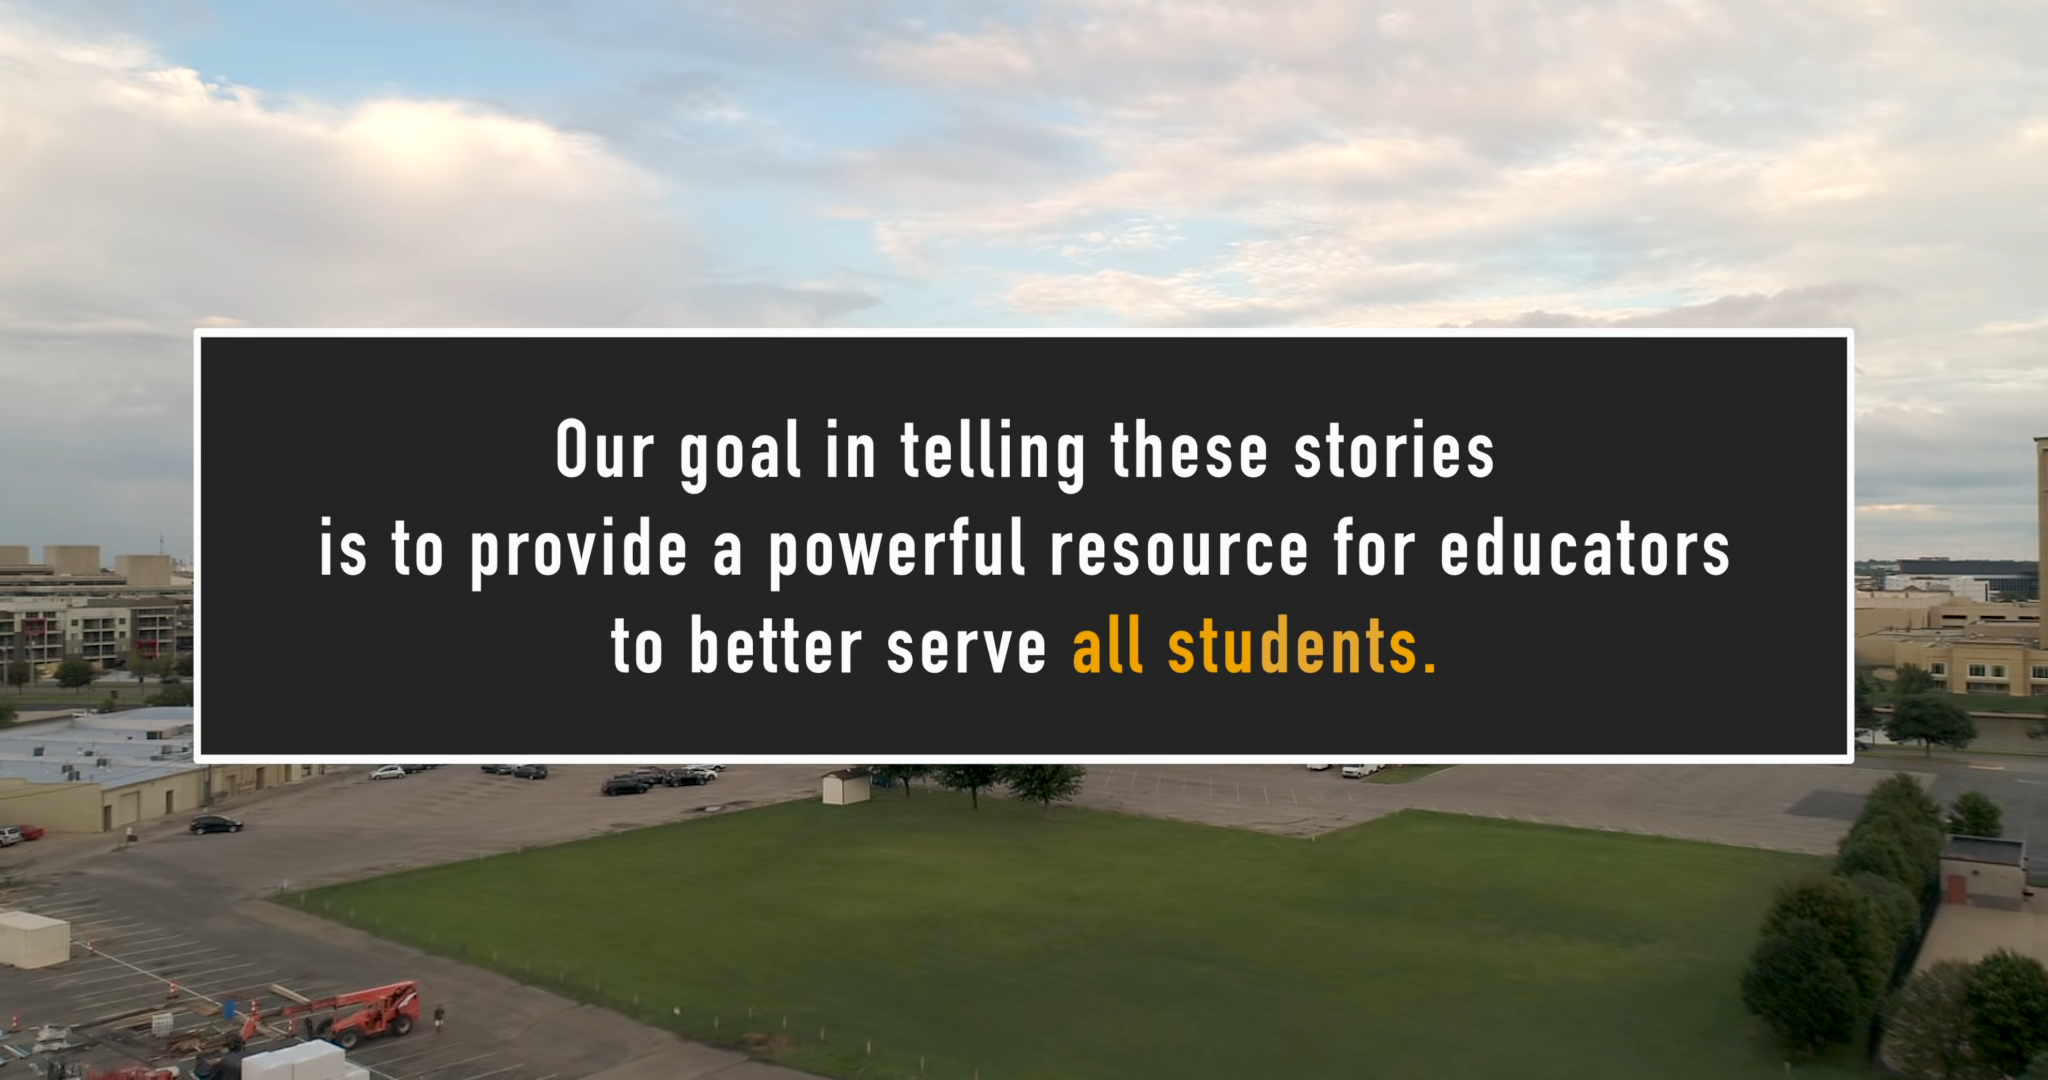 Our goal in telling these stories
is to provide a powerful resource for educators
to better serve all students.